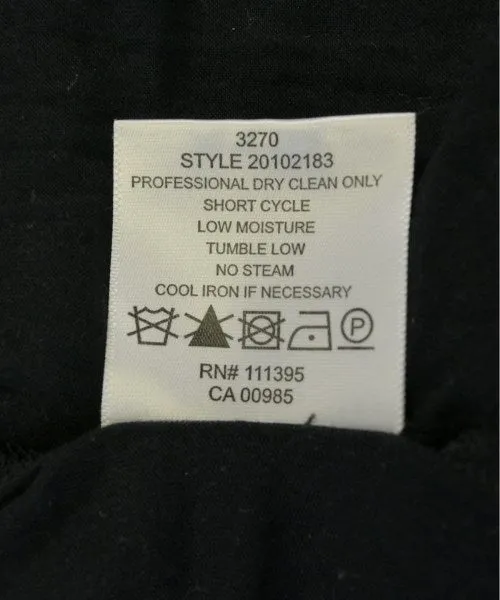 3270
STYLE 20102183
PROFESSIONAL DRY CLEAN ONLY
SHORT CYCLE
LOW MOISTURE
TUMBLE LOW
NO STEAM
COOL IRON IF NECESSARY
P
RN# 111395
CA 00985